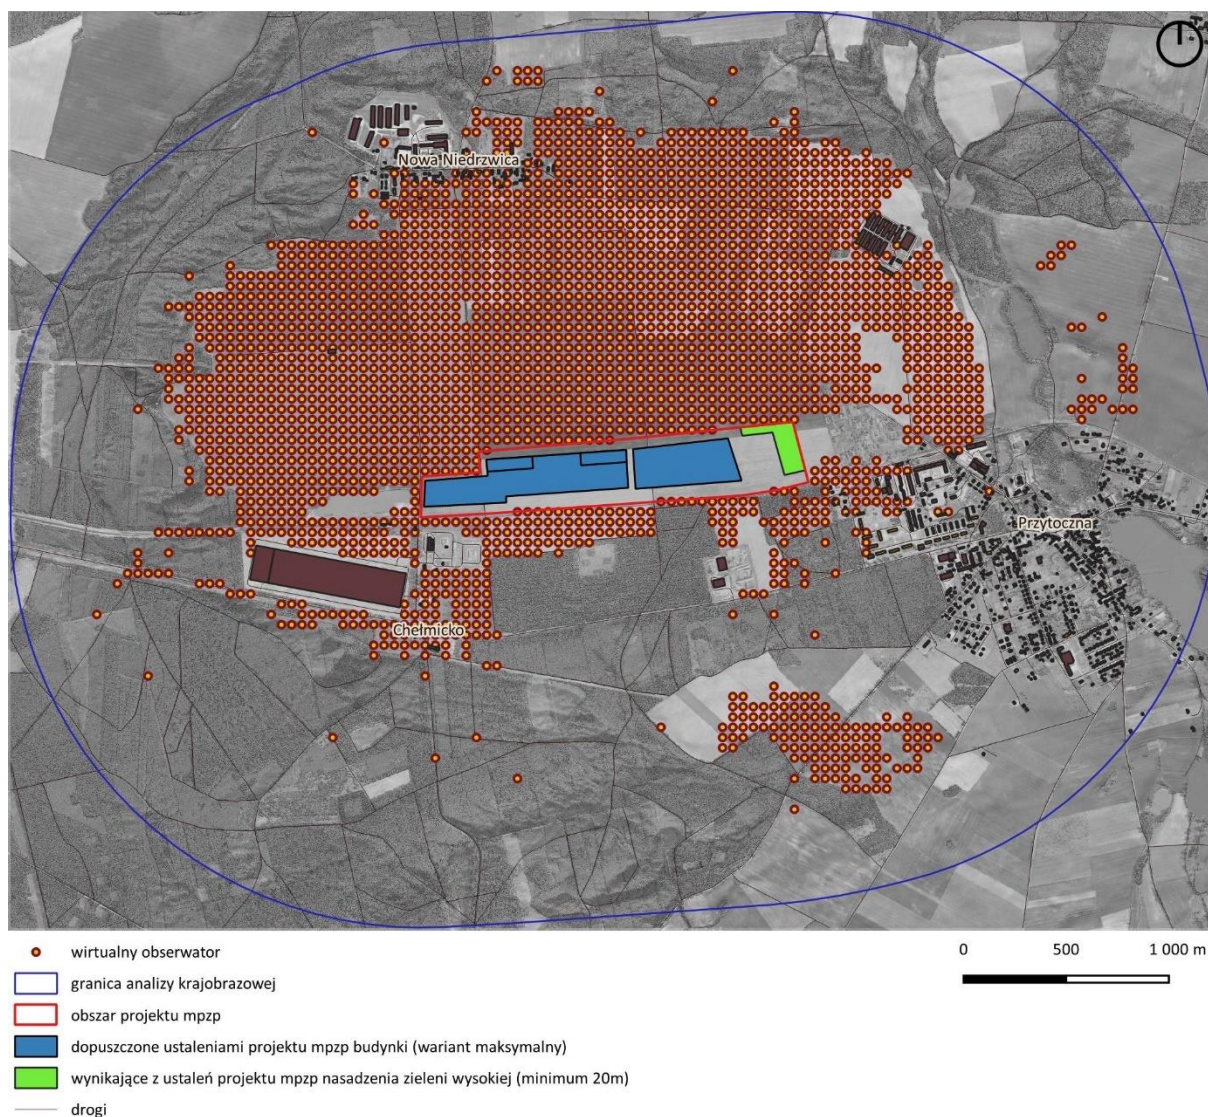 Nowa Niedrzwica
Przytoczna
Chełmicko
wirtualny obserwator
0 500 1 000 m
granica analizy krajobrazowej
obszar projektu mpzp
dopuszczone ustaleniami projektu mpzp budynki (wariant maksymalny)
wynikające z ustaleń projektu mpzp nasadzenia zieleni wysokiej (minimum 20m)
drogi